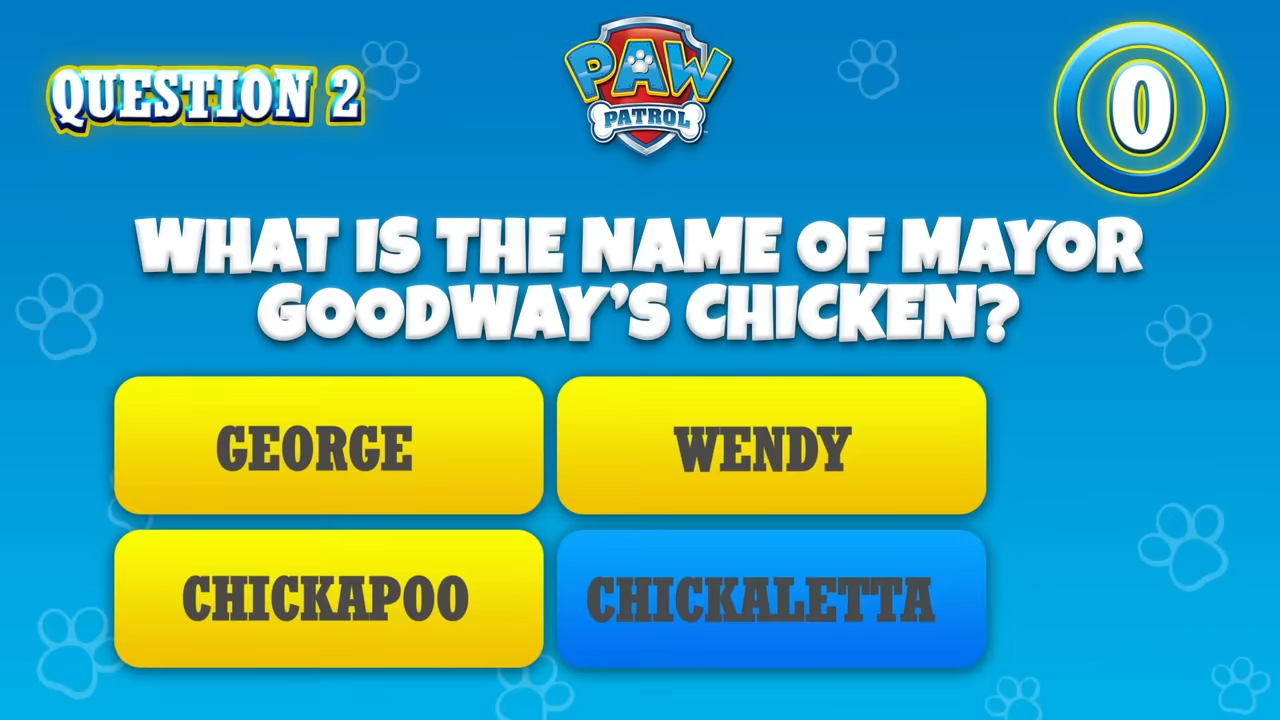 QUESTION 2
PAW
PATROL
0
WHAT IS THE NAME OF MAYOR
GOODWAY'S CHICKEN?
GEORGE
WENDY
CHICKAPOO
CHICKALETTA